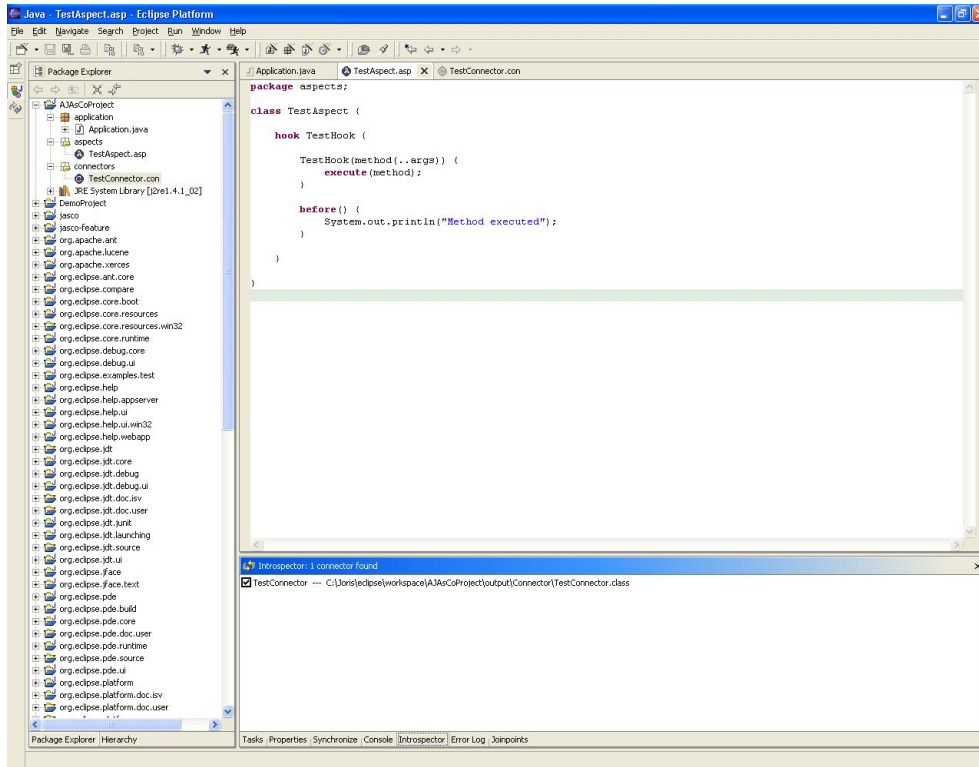 Java - TestAspect.asp - Eclipse Platform
File Edit Navigate Search Project Run Window Help
Package Explorer
AJAsCoProject
application
Application.java
aspects
TestAspect.asp
connectors
TestConnector.con
JRE System Library [j2re1.4.1_02]
DemoProject
jasco
jasco-feature
org.apache.ant
org.apache.lucene
org.apache.xerces
org.eclipse.ant.core
org.eclipse.compare
org.eclipse.core.boot
org.eclipse.core.resources
org.eclipse.core.resources.win32
org.eclipse.core.runtime
org.eclipse.debug.core
org.eclipse.debug.ui
org.eclipse.examples.test
org.eclipse.help
org.eclipse.help.appserver
org.eclipse.help.ui
org.eclipse.help.ui.win32
org.eclipse.help.webapp
org.eclipse.jdt
org.eclipse.jdt.core
org.eclipse.jdt.debug
org.eclipse.jdt.debug.ui
org.eclipse.jdt.doc.isv
org.eclipse.jdt.doc.user
org.eclipse.jdt.junit
org.eclipse.jdt.launching
org.eclipse.jdt.source
org.eclipse.jdt.ui
org.eclipse.jface
org.eclipse.jface.text
org.eclipse.pde
org.eclipse.pde.build
org.eclipse.pde.core
org.eclipse.pde.doc.user
org.eclipse.pde.runtime
org.eclipse.pde.source
org.eclipse.pde.ui
org.eclipse.platform
org.eclipse.platform.doc.isv
org.eclipse.platform.doc.user
Package Explorer Hierarchy
Application.java TestAspect.asp TestConnector.con
package aspects;
class TestAspect {
hook TestHook {
TestHook(method(..args)) {
execute(method);
}
before() {
System.out.println("Method executed");
}
}
}
Introspector: 1 connector found
TestConnector --- C:\Joris\eclipse\workspace\AJAsCoProject\output\Connector\TestConnector.class
Tasks Properties Synchronize Console Introspector Error Log Joinpoints